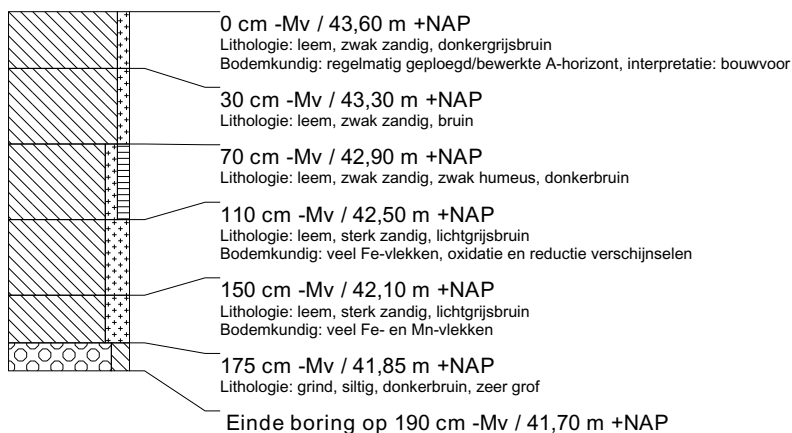 0 cm -Mv / 43,60 m +NAP
Lithologie: leem, zwak zandig, donkergrijsbruin
Bodemkundig: regelmatig geploegd/bewerkte A-horizont, interpretatie: bouwvoor
30 cm -Mv / 43,30 m +NAP
Lithologie: leem, zwak zandig, bruin
70 cm -Mv / 42,90 m +NAP
Lithologie: leem, zwak zandig, zwak humeus, donkerbruin
110 cm -Mv / 42,50 m +NAP
Lithologie: leem, sterk zandig, lichtgrijsbruin
Bodemkundig: veel Fe-vlekken, oxidatie en reductie verschijnselen
150 cm -Mv / 42,10 m +NAP
Lithologie: leem, sterk zandig, lichtgrijsbruin
Bodemkundig: veel Fe- en Mn-vlekken
175 cm -Mv / 41,85 m +NAP
Lithologie: grind, siltig, donkerbruin, zeer grof
Einde boring op 190 cm -Mv / 41,70 m +NAP